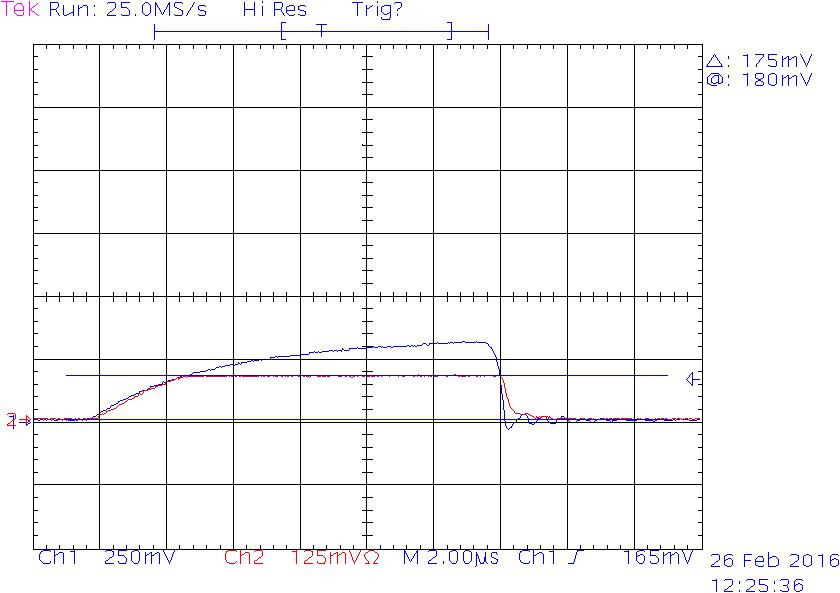 Tek Run: 25.0MS/s Hi Res Trig?
[ T ]
Δ: 175mV
@: 180mV
Ch1 250mV Ch2 125mVΩ M 2.00µs Ch1 ʃ 165mV
26 Feb 2016
12:25:36